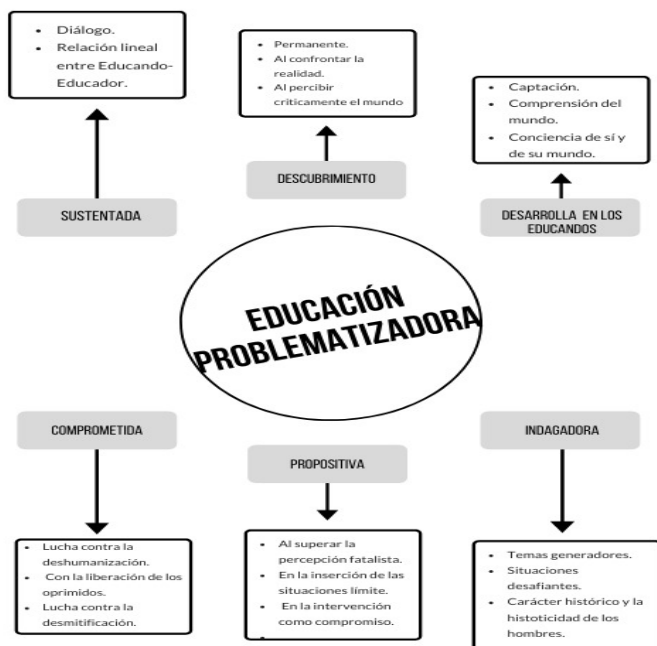 • Diálogo.
• Relación lineal
entre Educando-
Educador.
• Permanente.
• Al confrontar la
realidad.
• Al percibir
criticamente el mundo
• Captación.
• Comprensión del
mundo.
• Conciencia de sí y
de su mundo.
SUSTENTADA
DESCUBRIMIENTO
DESARROLLA EN LOS
EDUCANDOS
EDUCACIÓN
PROBLEMATIZADORA
COMPROMETIDA
PROPOSITIVA
INDAGADORA
• Lucha contra la
deshumanización.
• Con la liberación de los
oprimidos.
• Lucha contra la
desmitificación.
• Al superar la
percepción fatalista.
• En la inserción de las
situaciones límite.
• En la intervención
como compromiso.
•
• Temas generadores.
• Situaciones
desafiantes.
• Carácter histórico y la
histoticidad de los
hombres.